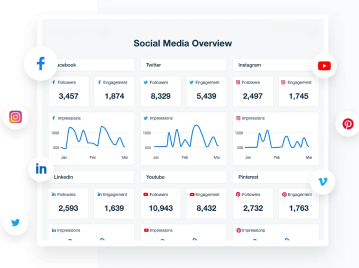 Social Media Overview
Facebook Twitter Instagram
Followers Engagement Followers Engagement Followers Engagement
3,457 1,874 8,329 5,439 2,497 1,745
Impressions Impressions Impressions
Jan Feb Mar Jan Feb Mar Jan Feb Mar
LinkedIn Youtube Pinterest
Followers Engagement Followers Engagement Followers Engagement
2,593 1,639 10,943 8,432 2,732 1,763
Impressions Impressions Impressions